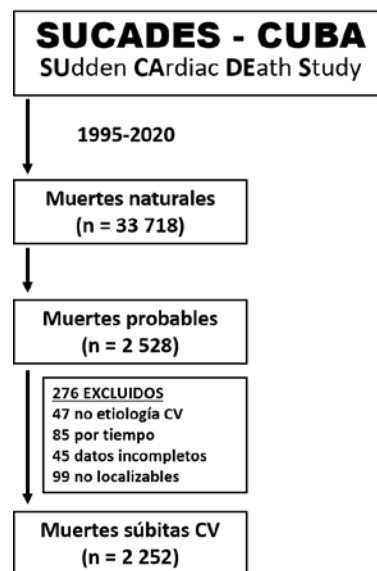 SUCADES - CUBA
SUdden CArdiac DEath Study
1995-2020
Muertes naturales
(n = 33 718)
Muertes probables
(n = 2 528)
276 EXCLUIDOS
47 no etiología CV
85 por tiempo
45 datos incompletos
99 no localizables
Muertes súbitas CV
(n = 2 252)